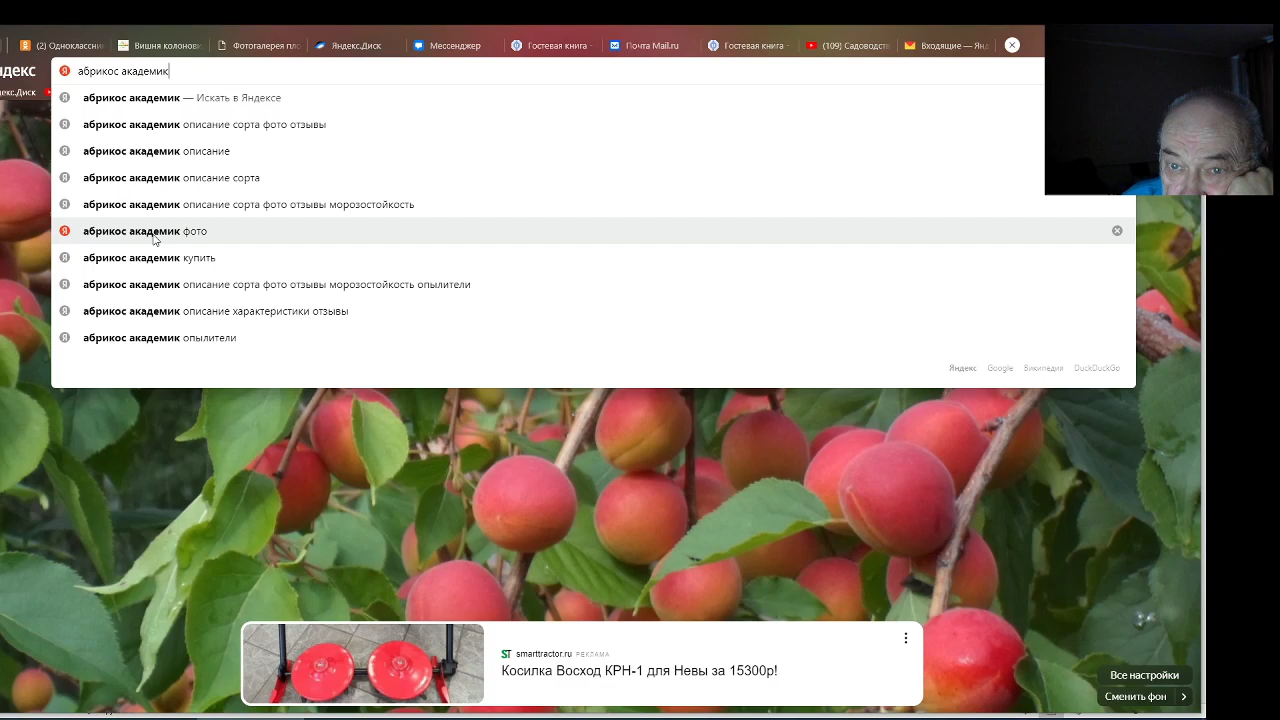 (2) Одноклассни
Вишня колонови
Фотогалерея пло
Яндекс.Диск
Мессенджер
Гостевая книга -
Почта Mail.ru
Гостевая книга -
(109) Садоводст
Входящие — Ян
ндекс
Я абрикос академик
кс.Диск
абрикос академик — Искать в Яндексе
абрикос академик описание сорта фото отзывы
абрикос академик описание
абрикос академик описание сорта
абрикос академик описание сорта фото отзывы морозостойкость
абрикос академик фото
абрикос академик купить
абрикос академик описание сорта фото отзывы морозостойкость опылители
абрикос академик описание характеристики отзывы
абрикос академик опылители
Яндекс Google Википедия DuckDuckGo
smarttractor.ru РЕКЛАМА
Косилка Восход КРН-1 для Невы за 15300р!
Все настройки
Сменить фон